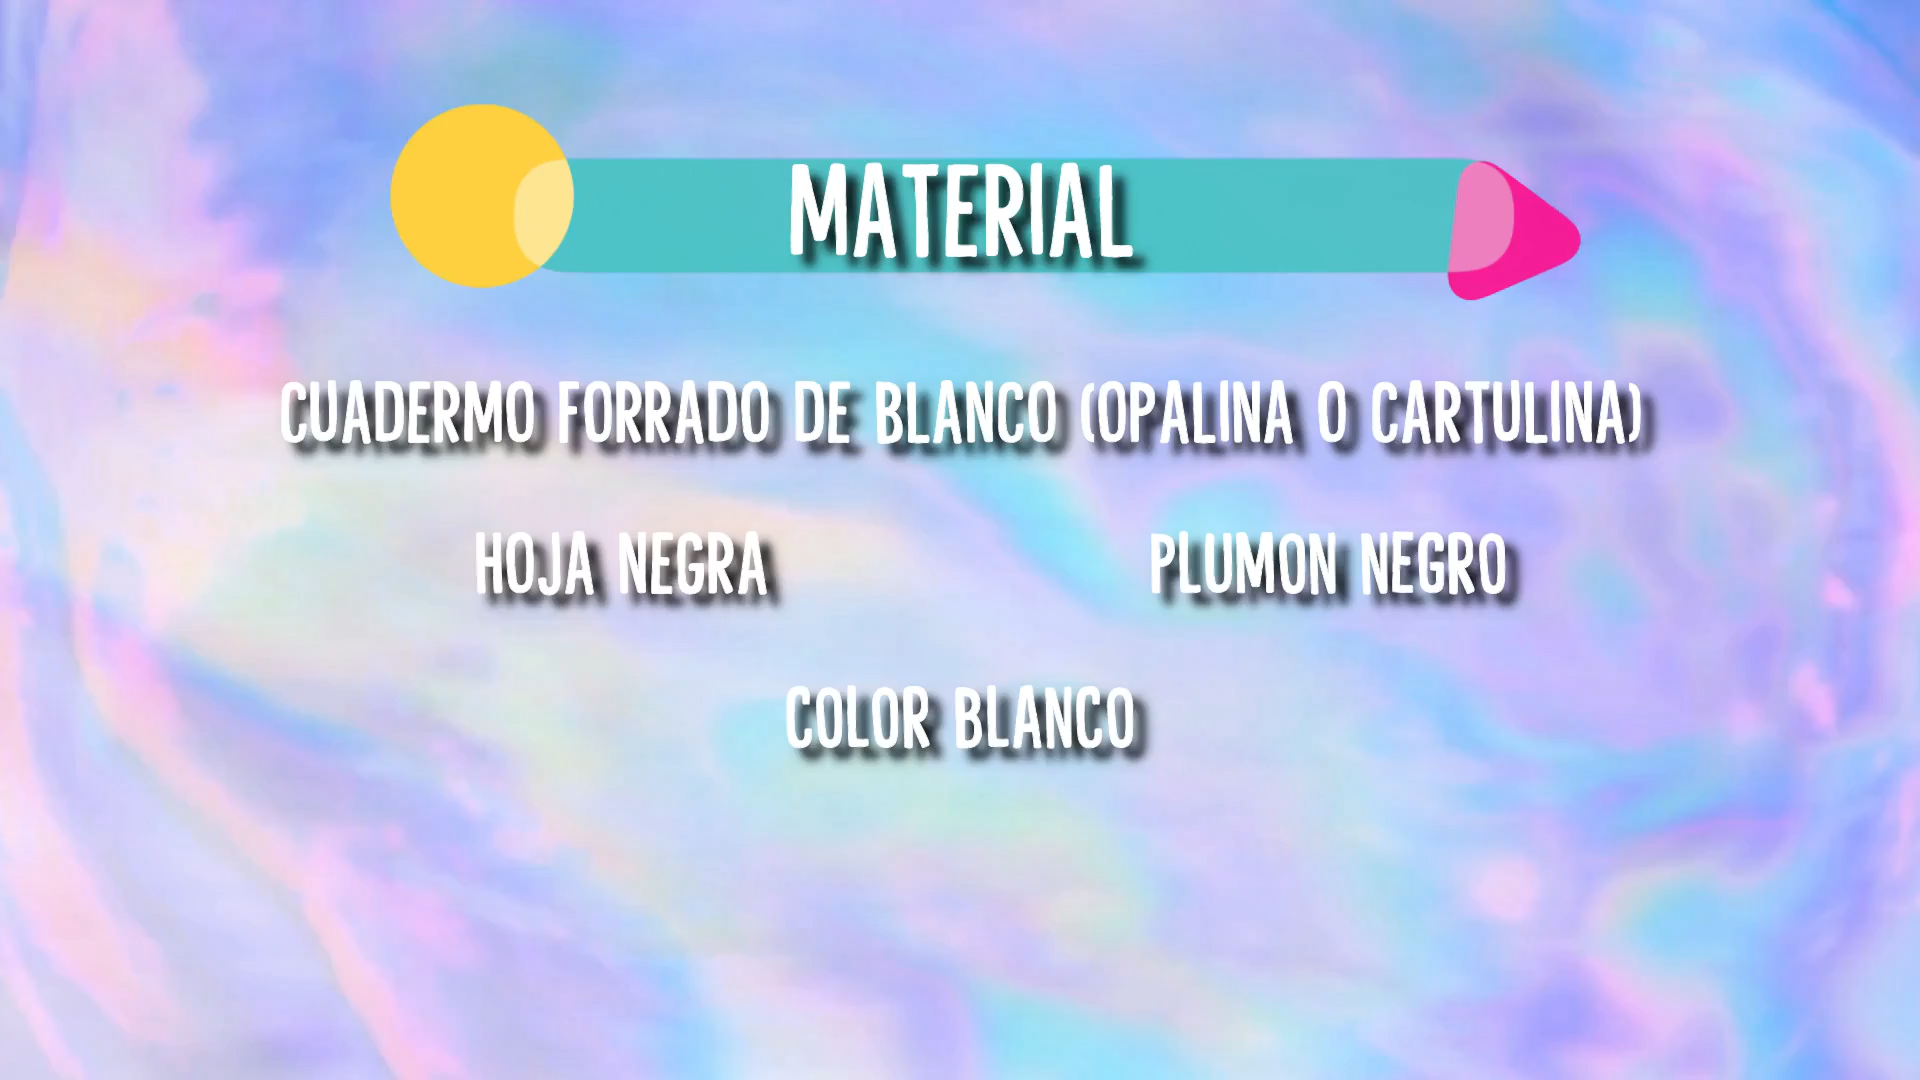 MATERIAL
CUADERMO FORRADO DE BLANCO (OPALINA O CARTULINA)
HOJA NEGRA
PLUMON NEGRO
COLOR BLANCO